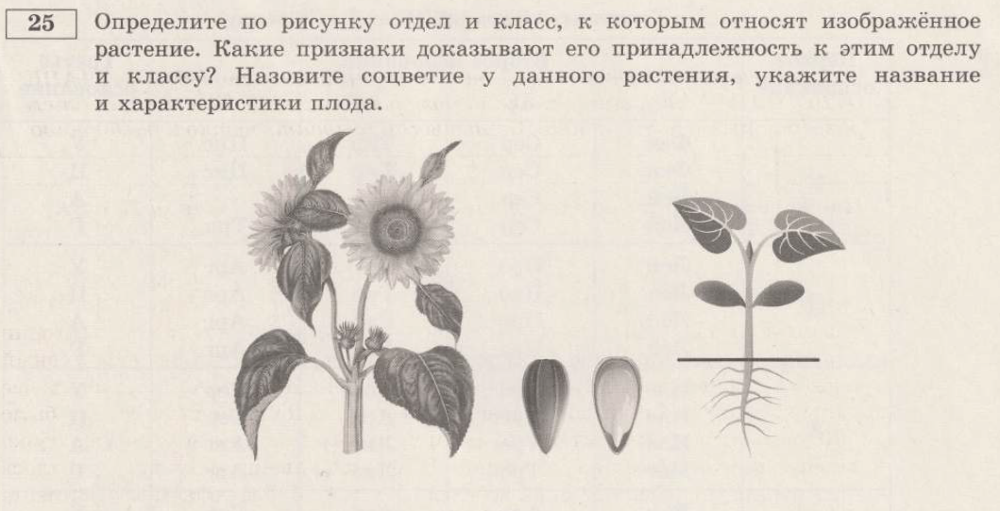 25
Определите по рисунку отдел и класс, к которым относят изображённое
растение. Какие признаки доказывают его принадлежность к этим отделу
и классу? Назовите соцветие у данного растения, укажите название
и характеристики плода.